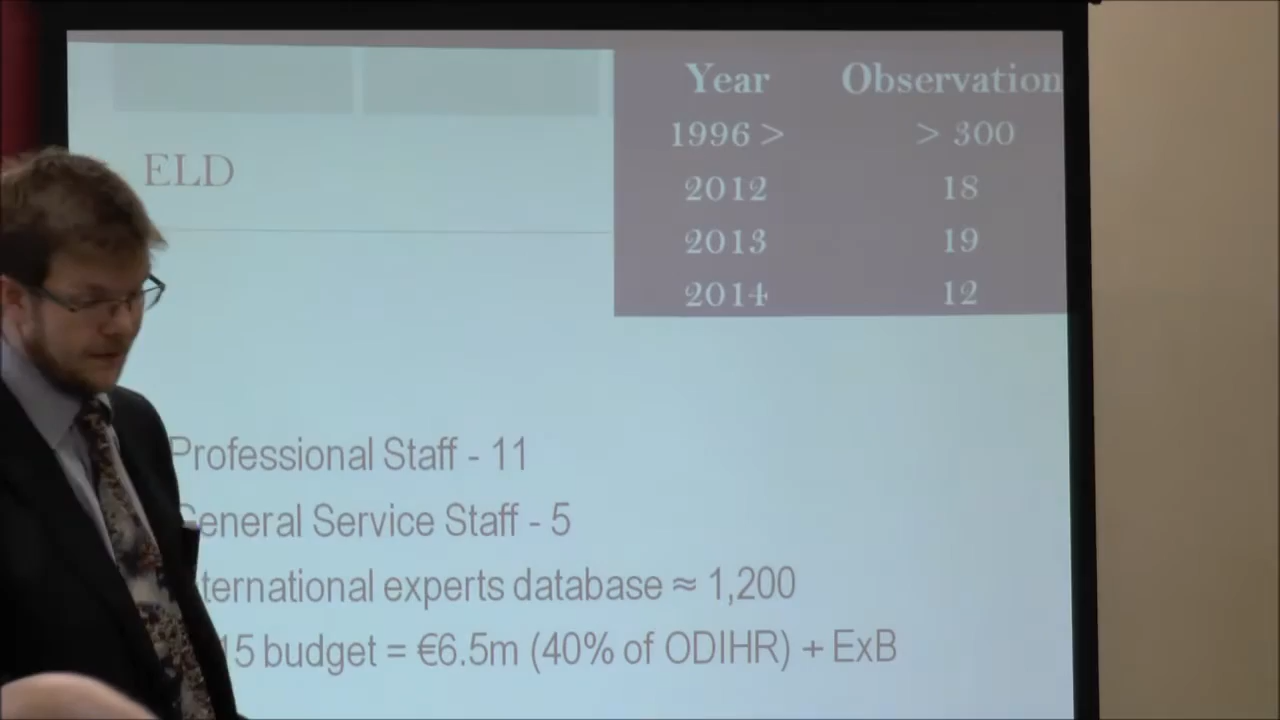 Year Observation
1996 > > 300
ELD
2012 18
2013 19
2014 12
Professional Staff - 11
General Service Staff - 5
ternational experts database ≈ 1,200
15 budget = €6.5m (40% of ODIHR) + ExB